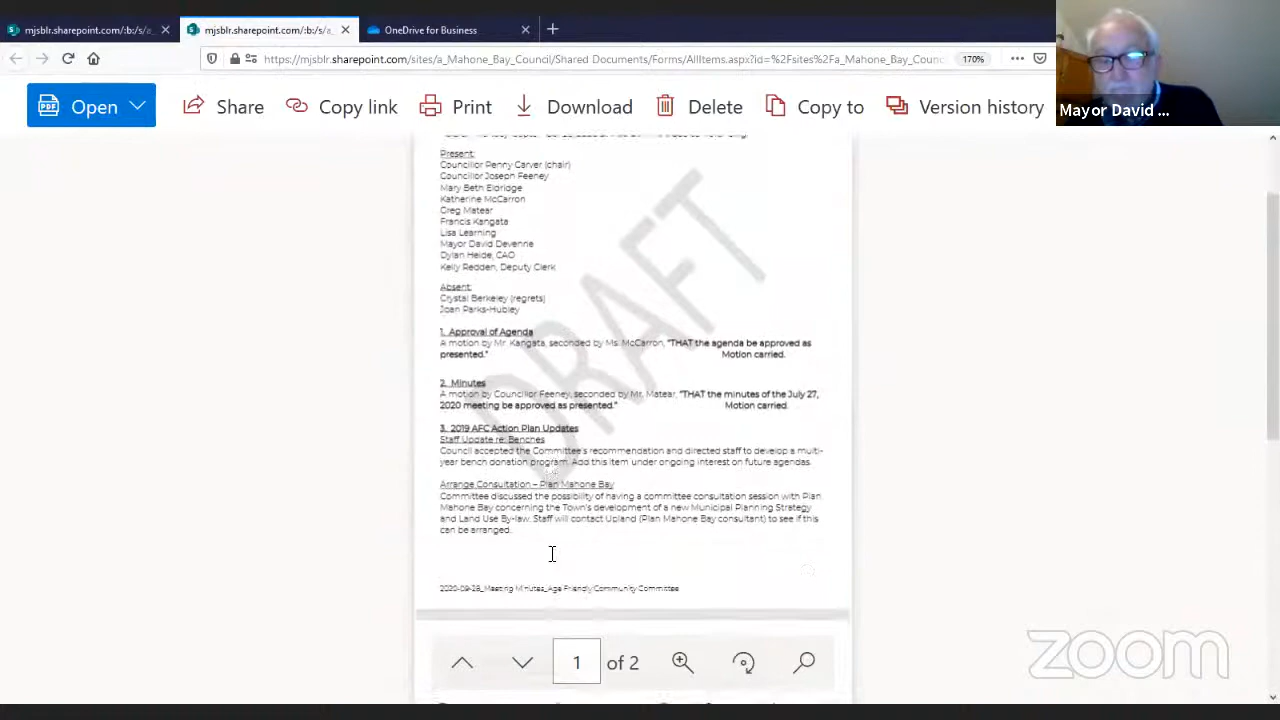 mjsblr.sharepoint.com/:b:/s/a_
mjsblr.sharepoint.com/:b:/s/a_
OneDrive for Business
mjsblr.sharepoint.com/sites/a_Mahone_Bay_Council/Shared Documents/Forms/AllItems.aspx?id=%2Fsites%2Fa_Mahone_Bay_Counc
170%
Open
Share
Copy link
Print
Download
Delete
Copy to
Version history
Mayor David ...
Present:
Councillor Penny Carver (chair)
Councillor Joseph Feeney
Mary Beth Eldridge
Katherine McCarron
Greg Matear
Francis Kangata
Lisa Learning
Mayor David Devenne
Dylan Heide, CAO
Kelly Redden, Deputy Clerk
Absent:
Crystal Berkeley (regrets)
Joan Parks-Hubley
1. Approval of Agenda
A motion by Mr. Kangata, seconded by Ms. McCarron, "THAT the agenda be approved as
presented." Motion carried.
2. Minutes
A motion by Councillor Feeney, seconded by Mr. Matear, "THAT the minutes of the July 27,
2020 meeting be approved as presented." Motion carried.
3. 2019 AFC Action Plan Updates
Staff Update re: Benches
Council accepted the Committee's recommendation and directed staff to develop a multi-
year bench donation program. Add this item under ongoing interest on future agendas.
Arrange Consultation – Plan Mahone Bay
Committee discussed the possibility of having a committee consultation session with Plan
Mahone Bay concerning the Town's development of a new Municipal Planning Strategy
and Land Use By-law. Staff will contact Upland (Plan Mahone Bay consultant) to see if this
can be arranged.
2020-09-28_Meeting Minutes_Age Friendly Community Committee
DRAFT
1 of 2
zoom